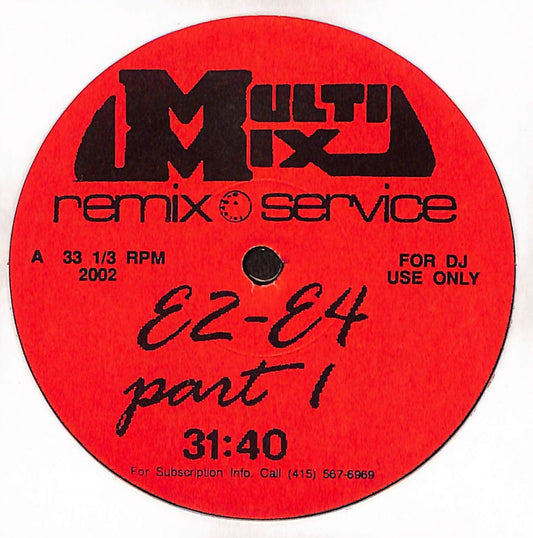 MULTI
MIX
remix service
A 33 1/3 RPM
2002
FOR DJ
USE ONLY
E2-E4
part 1
31:40
For Subscription Info. Call (415) 567-6969